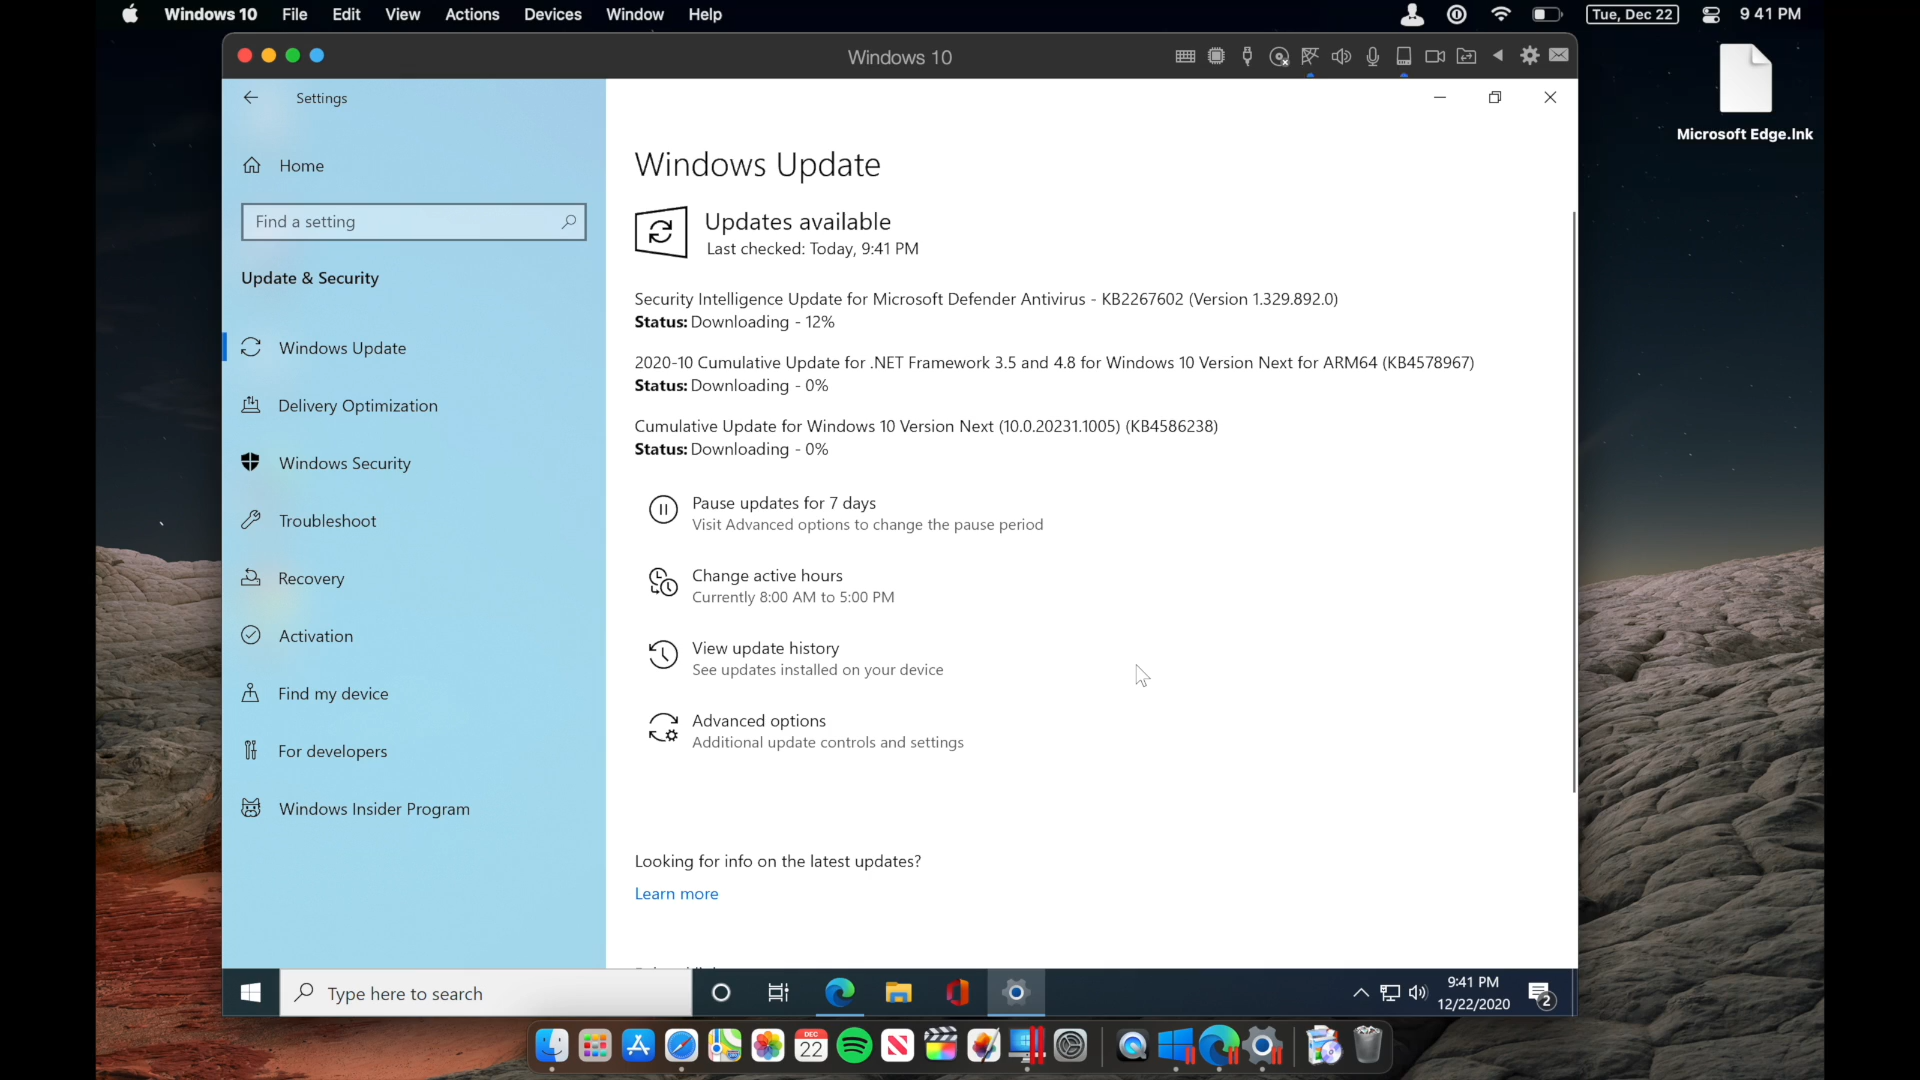 Windows 10 File Edit View Actions Devices Window Help Tue, Dec 22 9 41 PM
Windows 10
Microsoft Edge.lnk
Settings
Home
Find a setting
Update & Security
Windows Update
Delivery Optimization
Windows Security
Troubleshoot
Recovery
Activation
Find my device
For developers
Windows Insider Program
Windows Update
Updates available
Last checked: Today, 9:41 PM
Security Intelligence Update for Microsoft Defender Antivirus - KB2267602 (Version 1.329.892.0)
Status: Downloading - 12%
2020-10 Cumulative Update for .NET Framework 3.5 and 4.8 for Windows 10 Version Next for ARM64 (KB4578967)
Status: Downloading - 0%
Cumulative Update for Windows 10 Version Next (10.0.20231.1005) (KB4586238)
Status: Downloading - 0%
Pause updates for 7 days
Visit Advanced options to change the pause period
Change active hours
Currently 8:00 AM to 5:00 PM
View update history
See updates installed on your device
Advanced options
Additional update controls and settings
Looking for info on the latest updates?
Learn more
Type here to search
9:41 PM
12/22/2020
2
DEC
22